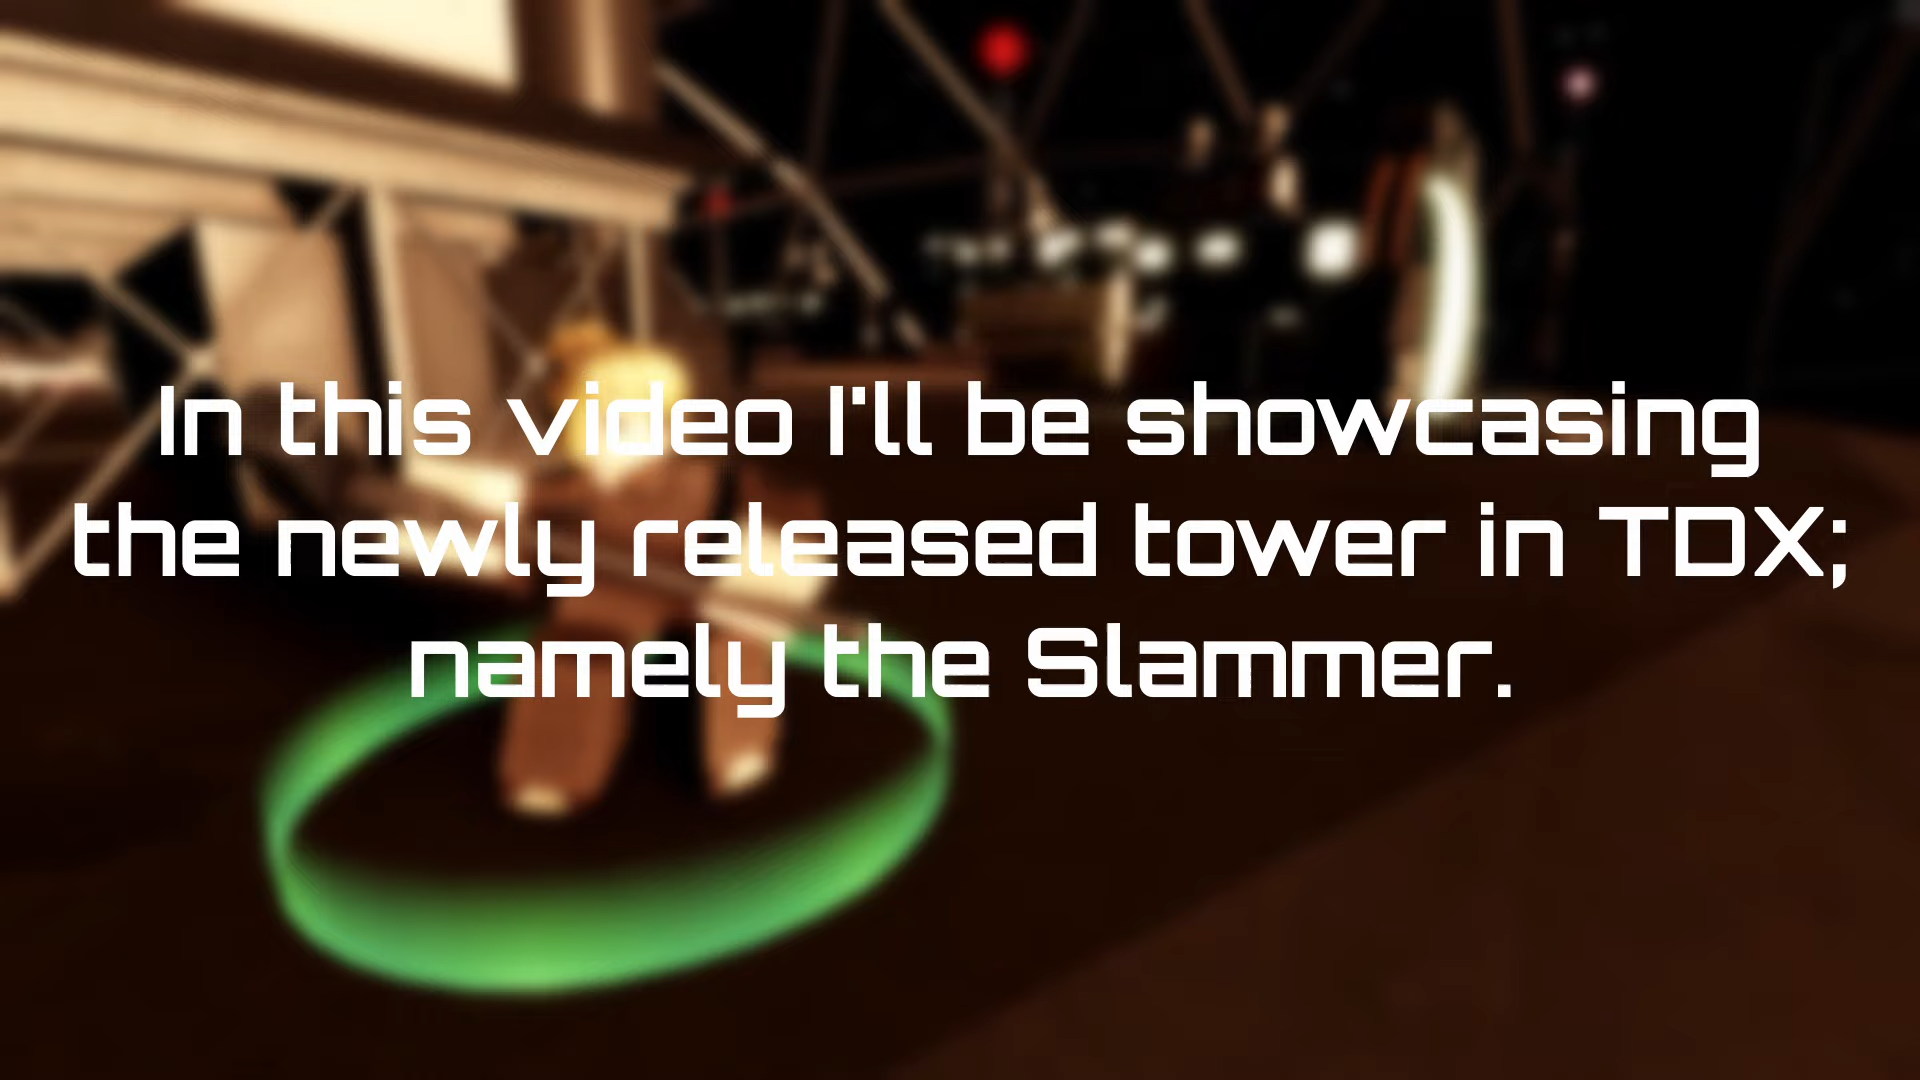 In this video I'll be showcasing
the newly released tower in TDX;
namely the Slammer.